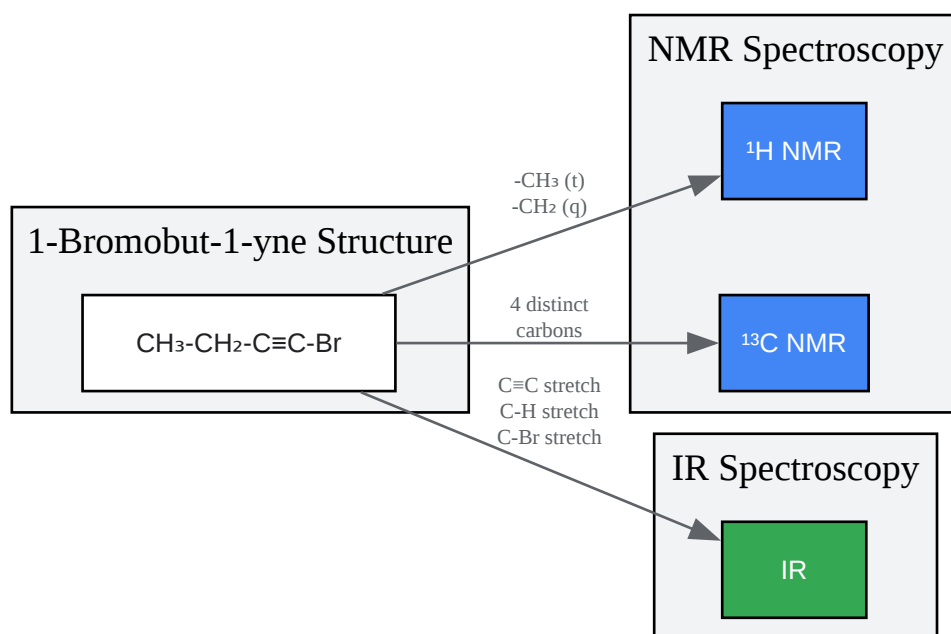 NMR Spectroscopy
¹H NMR
-CH₃ (t)
-CH₂ (q)
1-Bromobut-1-yne Structure
CH₃-CH₂-C≡C-Br
4 distinct
carbons
¹³C NMR
C≡C stretch
C-H stretch
C-Br stretch
IR Spectroscopy
IR